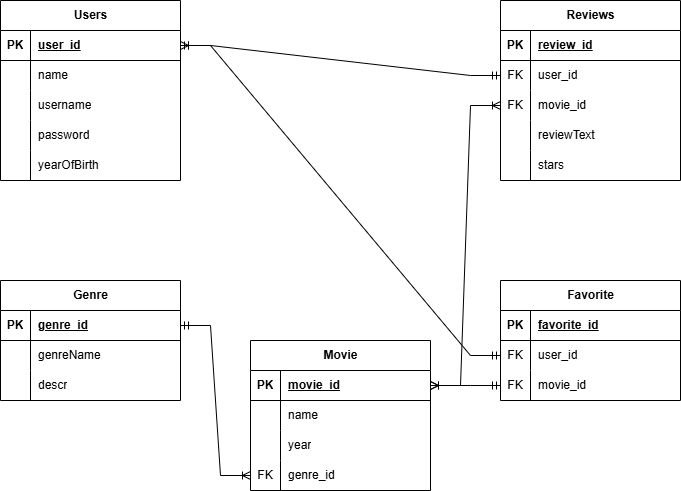 Users
PK user_id
name
username
password
yearOfBirth
Reviews
PK review_id
FK user_id
FK movie_id
reviewText
stars
Genre
PK genre_id
genreName
descr
Movie
PK movie_id
name
year
FK genre_id
Favorite
PK favorite_id
FK user_id
FK movie_id